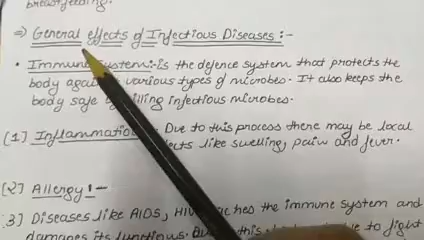 breastfeeding.
⇒ General effects of Infectious Diseases:-
• Immune system:- is the defence system that protects the
body various types of microbes. It also keeps the
body safe infectious microbes.
(1) Inflammation Due to this process there may be local
like swelling, pain and fever.
(2) Allergy:-
3) Diseases like AIDS, the immune system and
damages its functions. to fight